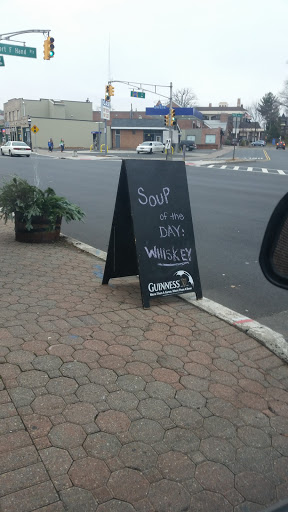 SOUP
OF THE
DAY:
WHISKEY
GUINNESS